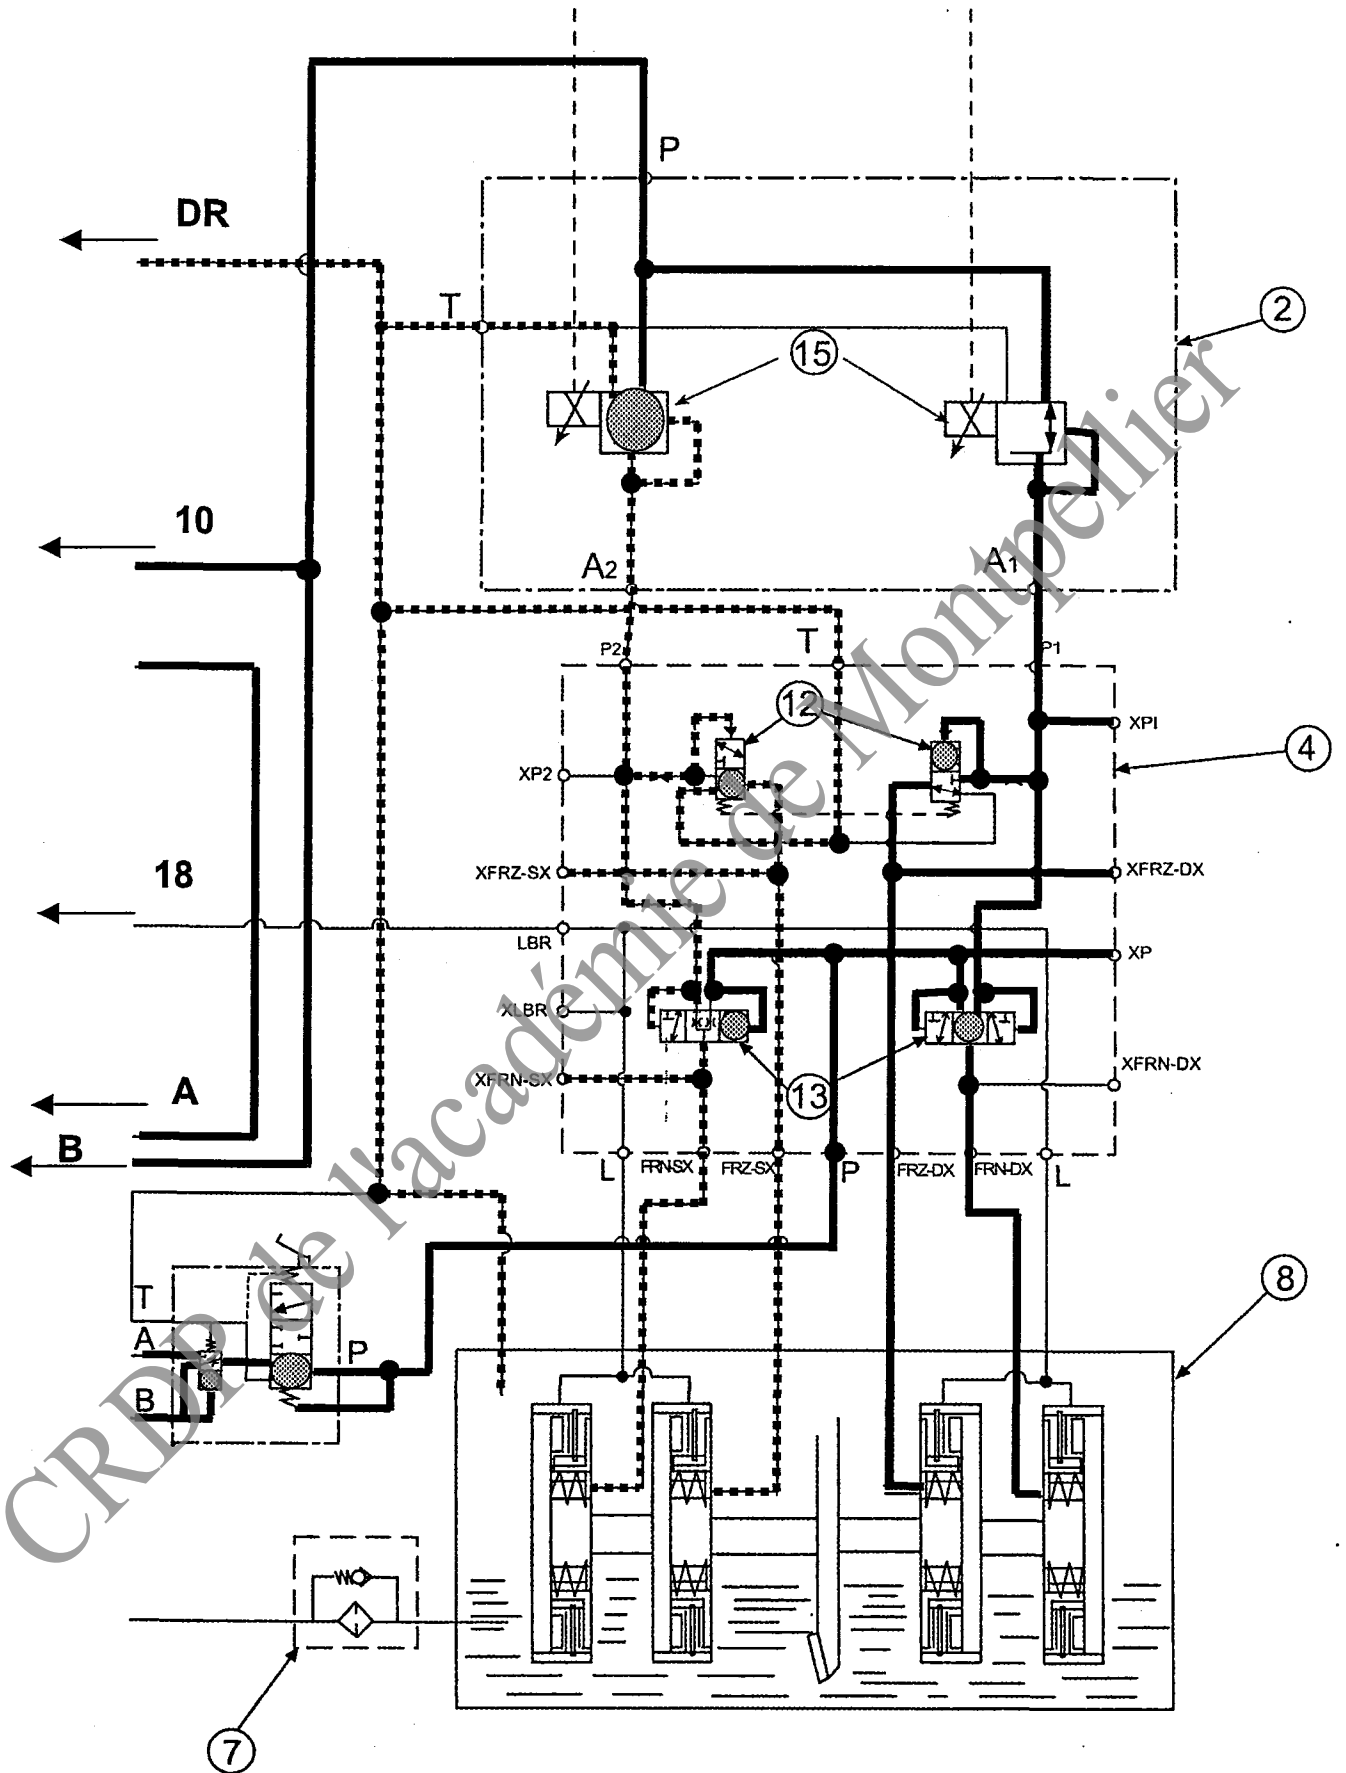 P
DR
T
2
15
10
A2
A1
P2
T
P1
12
XPI
XP2
4
XFRZ-SX
XFRZ-DX
18
LBR
XP
XLBR
XFRN-SX
XFRN-DX
13
A
B
L
FRN-SX
FRZ-SX
P
FRZ-DX
FRN-DX
L
T
A
P
B
8
7
CRDP de l'académie de Montpellier